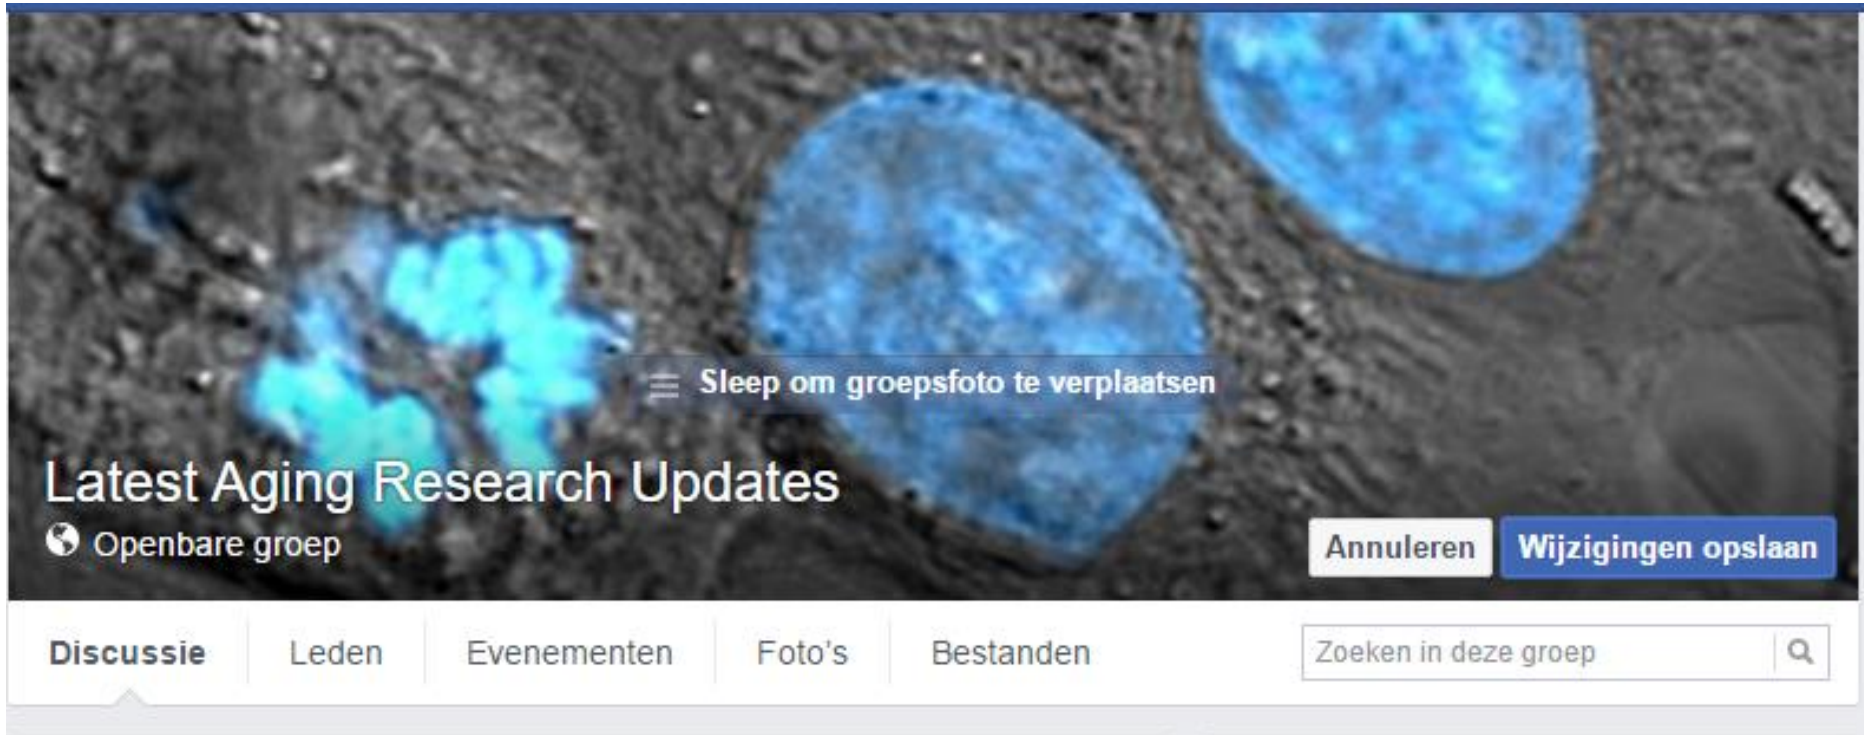 Sleep om groepsfoto te verplaatsen
Latest Aging Research Updates
Openbare groep
Annuleren
Wijzigingen opslaan
Discussie
Leden
Evenementen
Foto's
Bestanden
Zoeken in deze groep